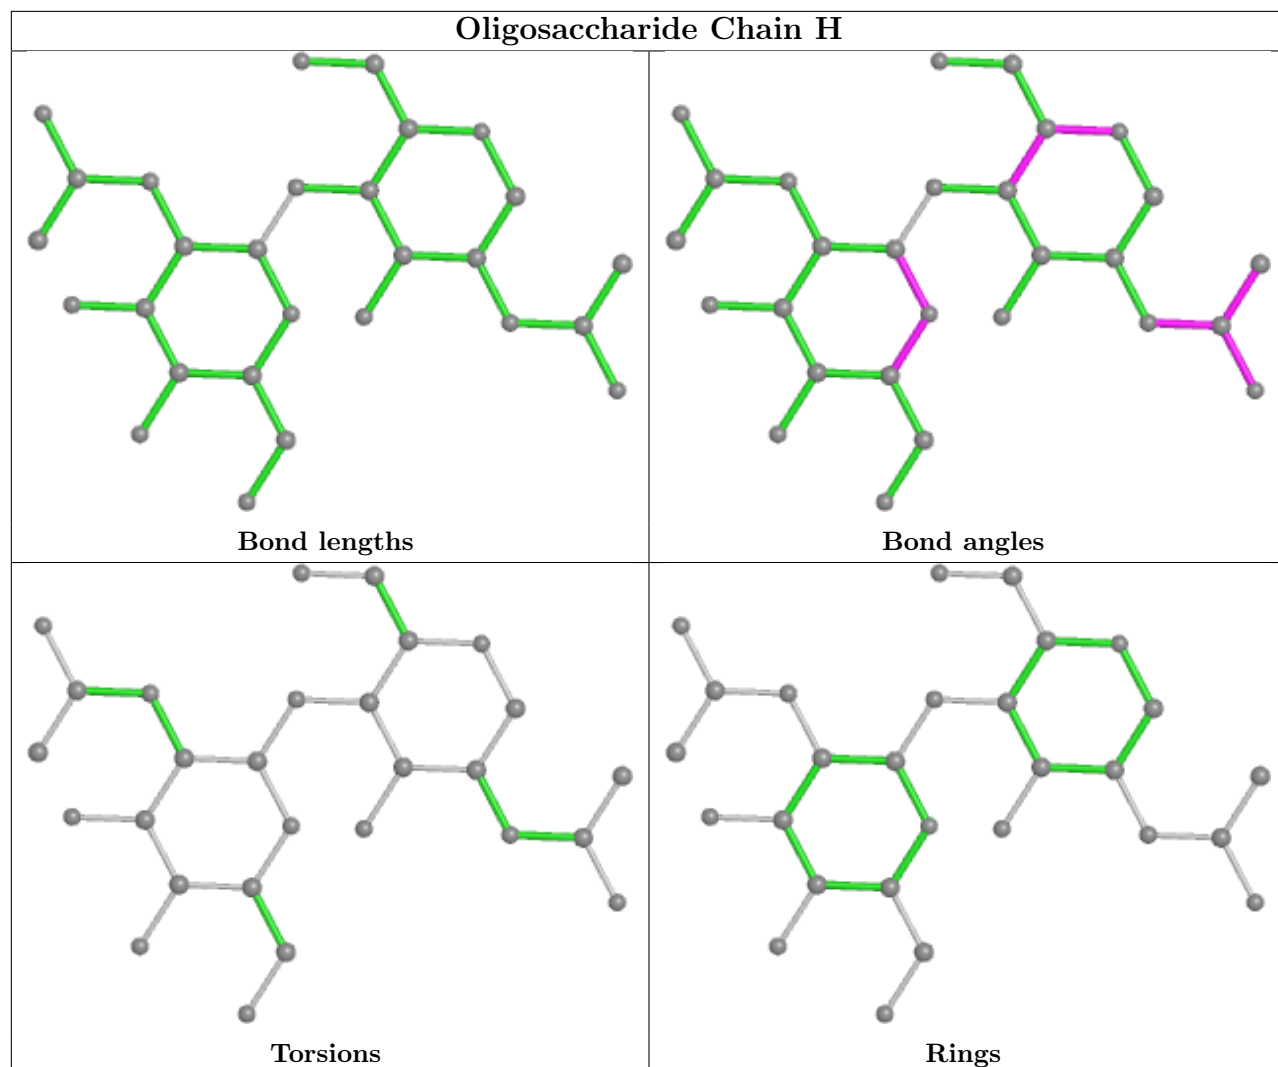 Oligosaccharide Chain H
Bond lengths
Bond angles
Torsions
Rings